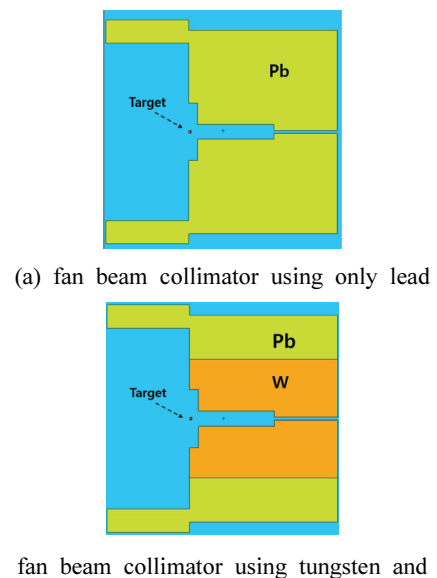 Pb
Target
(a) fan beam collimator using only lead
Pb
W
Target
fan beam collimator using tungsten and